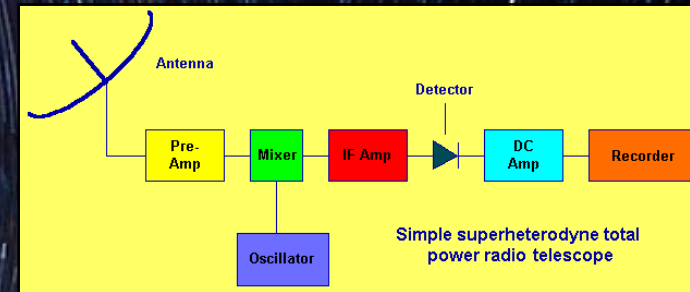 Antenna
Detector
Pre-
Amp
Mixer
IF Amp
DC
Amp
Recorder
Oscillator
Simple superheterodyne total
power radio telescope